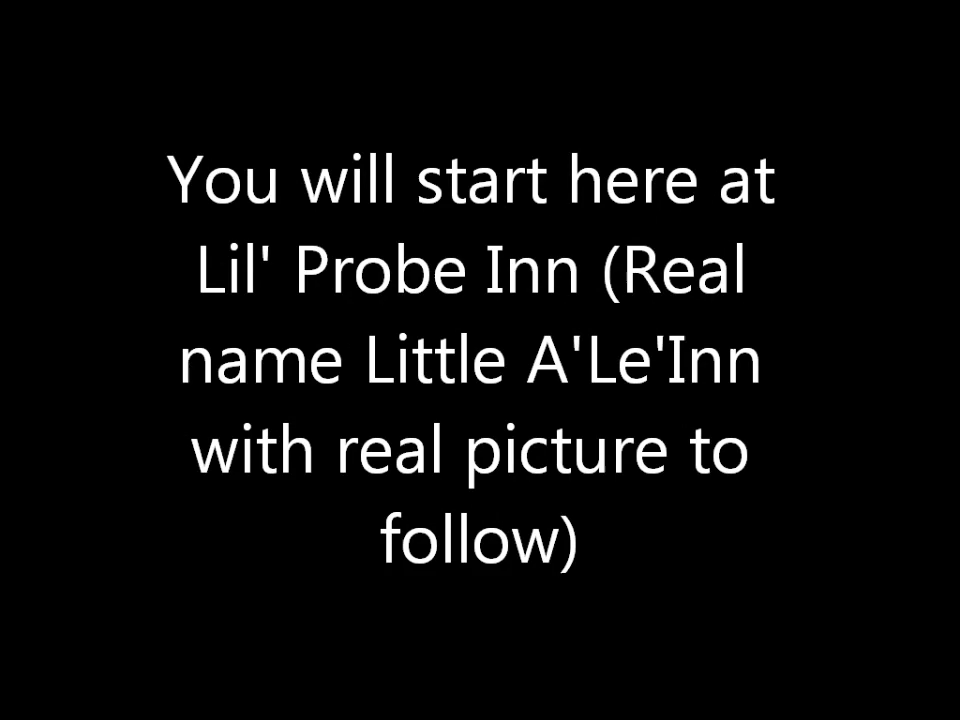 You will start here at
Lil' Probe Inn (Real
name Little A'Le'Inn
with real picture to
follow)